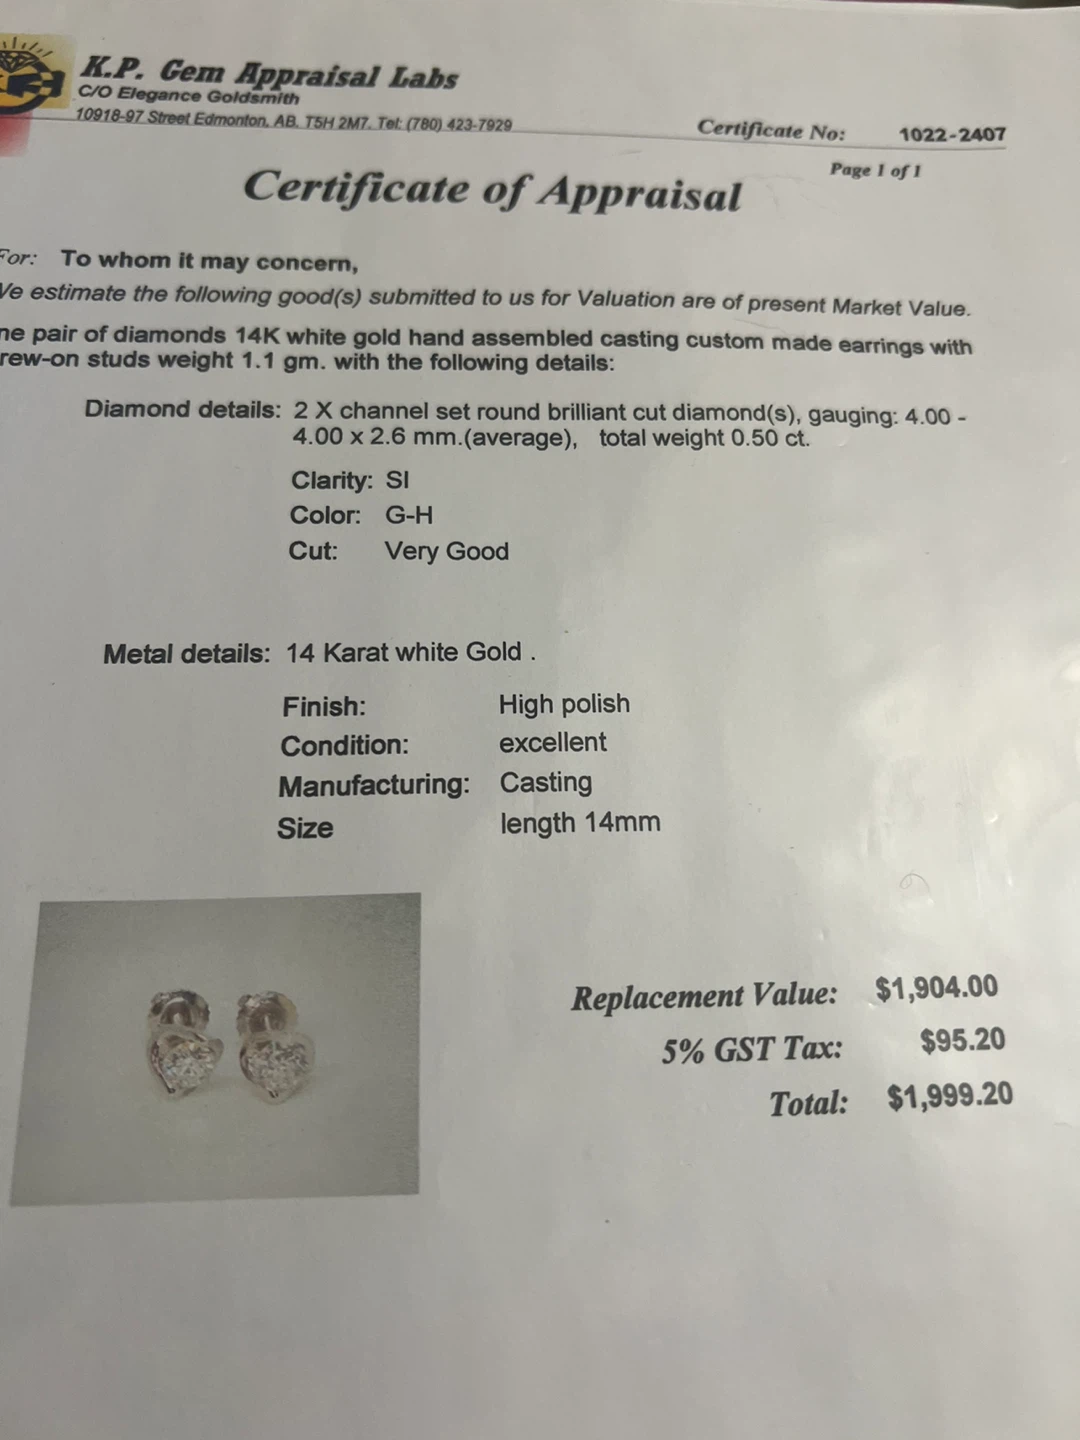 K.P. Gem Appraisal Labs
C/O Elegance Goldsmith
10918-97 Street Edmonton, AB, T5H 2M7, Tel: (780) 423-7929
Certificate No: 1022-2407
Page 1 of 1
Certificate of Appraisal
For: To whom it may concern,
We estimate the following good(s) submitted to us for Valuation are of present Market Value.
ne pair of diamonds 14K white gold hand assembled casting custom made earrings with
rew-on studs weight 1.1 gm. with the following details:
Diamond details: 2 X channel set round brilliant cut diamond(s), gauging: 4.00 -
4.00 x 2.6 mm.(average), total weight 0.50 ct.
Clarity: SI
Color: G-H
Cut: Very Good
Metal details: 14 Karat white Gold .
Finish: High polish
Condition: excellent
Manufacturing: Casting
Size length 14mm
Replacement Value: $1,904.00
5% GST Tax: $95.20
Total: $1,999.20